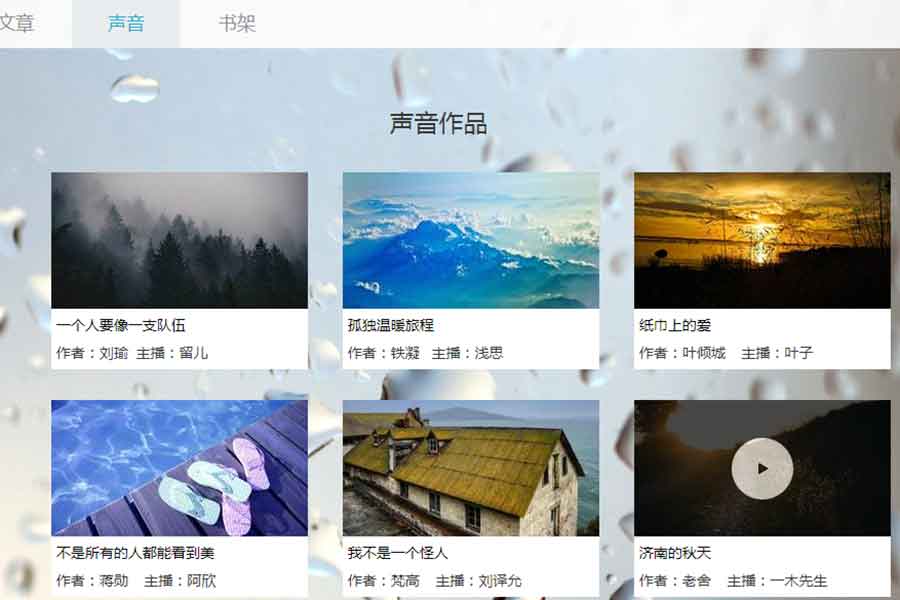 文章 声音 书架
声音作品
一个人要像一支队伍
作者：刘瑜 主播：留儿
孤独温暖旅程
作者：铁凝 主播：浅思
纸巾上的爱
作者：叶倾城 主播：叶子
不是所有的人都能看到美
作者：蒋勋 主播：阿欣
我不是一个怪人
作者：梵高 主播：刘译允
济南的秋天
作者：老舍 主播：一木先生